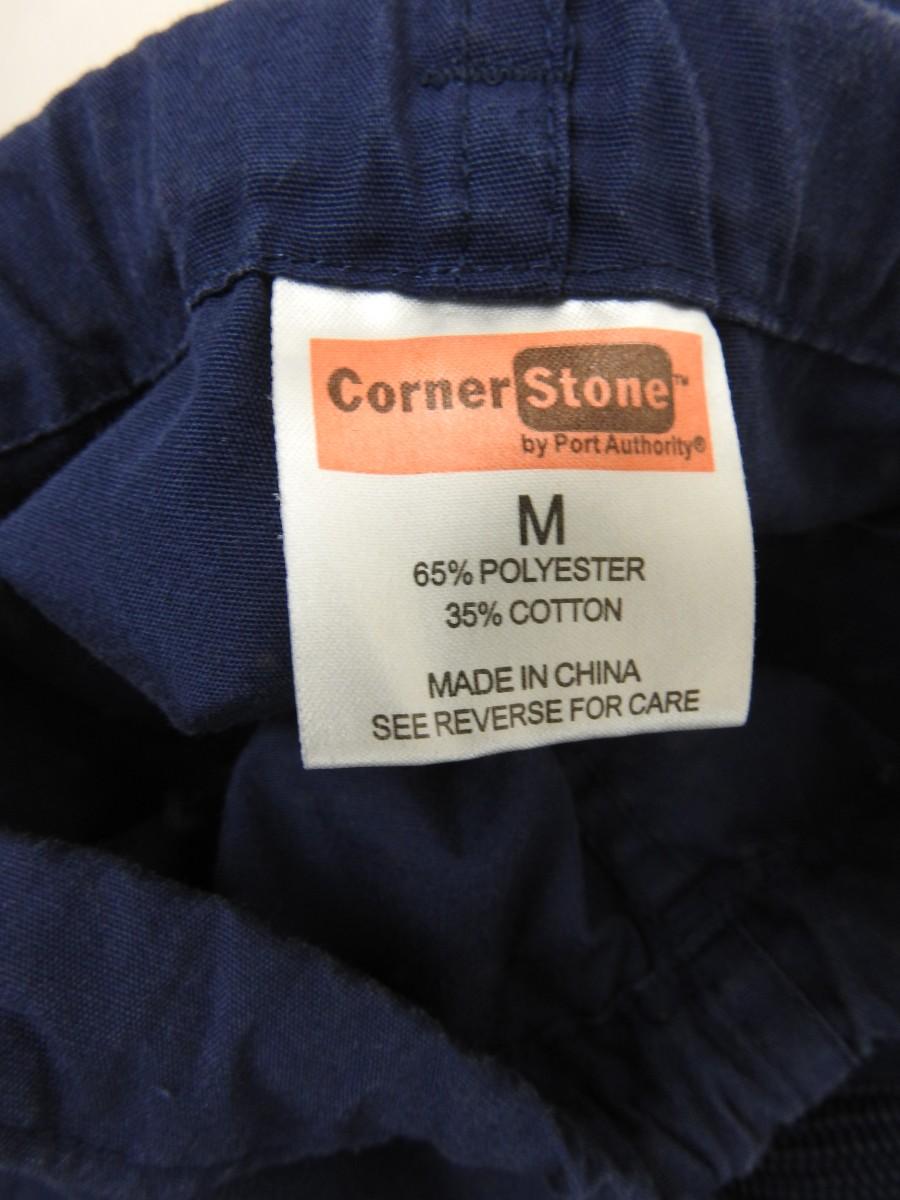 CornerStone™
by Port Authority®
M
65% POLYESTER
35% COTTON
MADE IN CHINA
SEE REVERSE FOR CARE